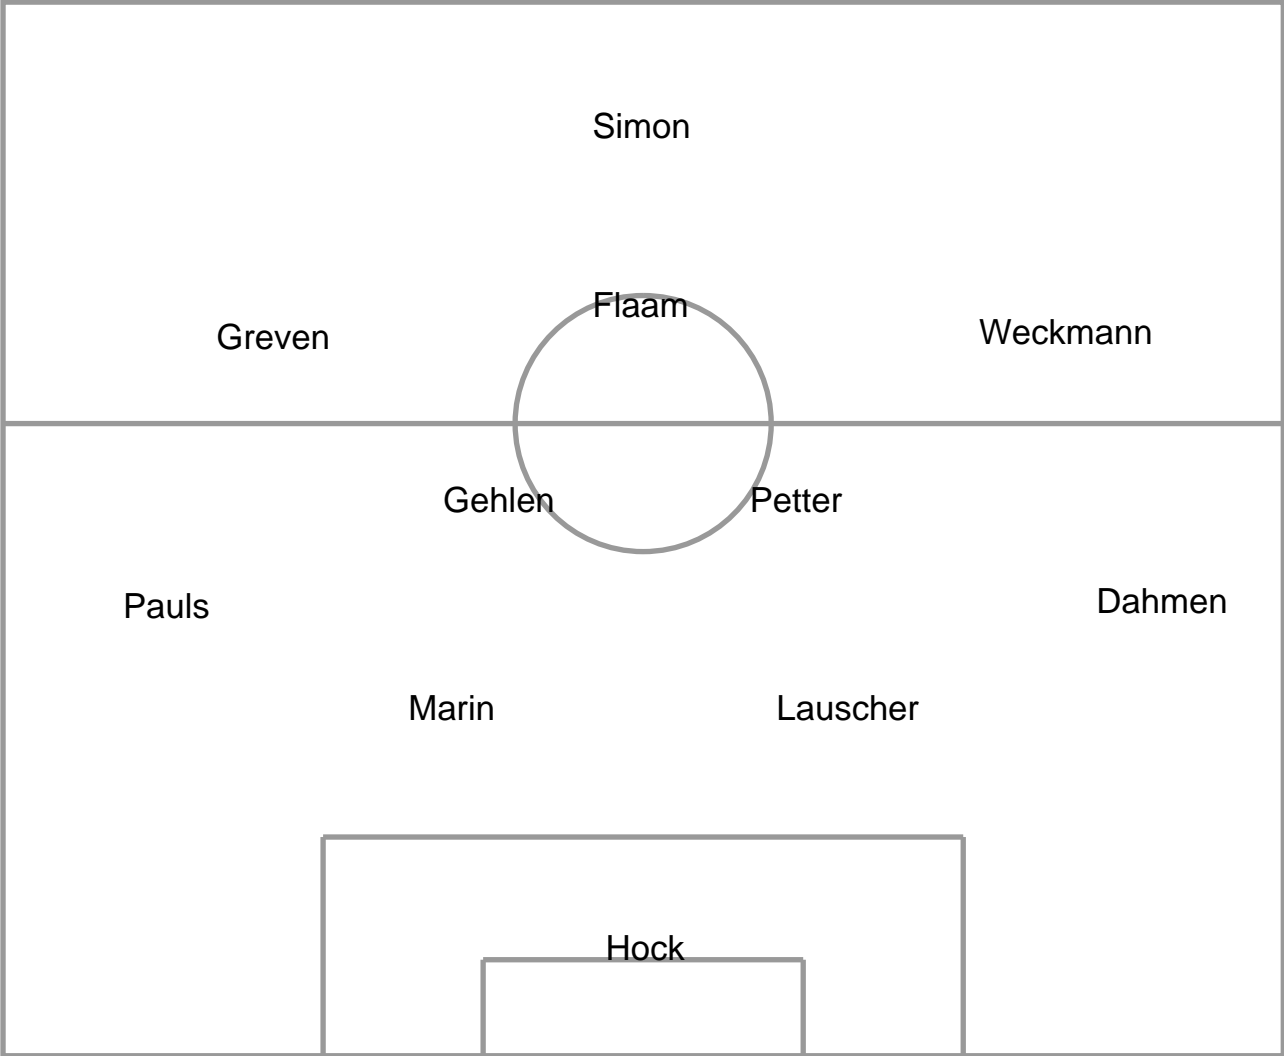 Simon
Flaam
Greven
Weckmann
Gehlen
Petter
Pauls
Dahmen
Marin
Lauscher
Hock